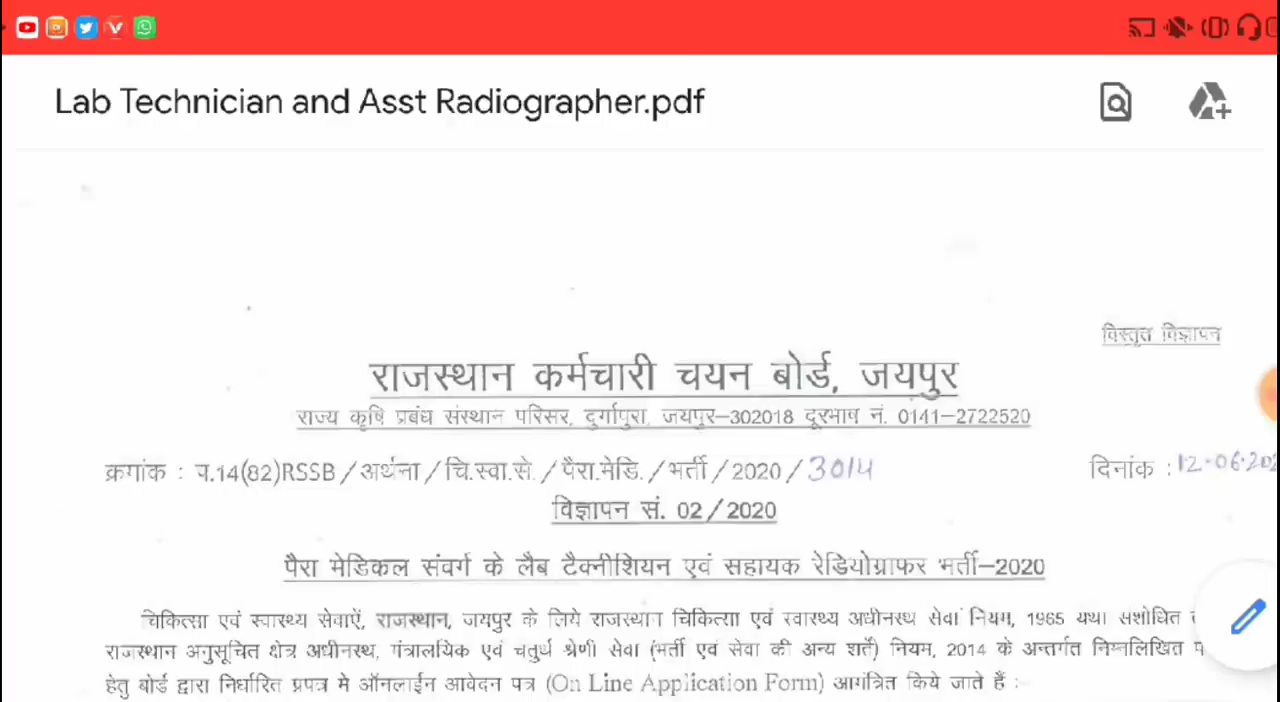 Lab Technician and Asst Radiographer.pdf
विस्तृत विज्ञापन
राजस्थान कर्मचारी चयन बोर्ड, जयपुर
राज्य कृषि प्रबंध संस्थान परिसर, दुर्गापुरा, जयपुर–302018 दूरभाष नं. 0141–2722520
क्रमांक : प.14(82)RSSB/अर्थना/चि.स्वा.से./पैरा.मेडि./भर्ती/2020/3014
दिनांक : 12.06.202
विज्ञापन सं. 02/2020
पैरा मेडिकल संवर्ग के लैब टैक्नीशियन एवं सहायक रेडियोग्राफर भर्ती–2020
चिकित्सा एवं स्वास्थ्य सेवाऐं, राजस्थान, जयपुर के लिये राजस्थान चिकित्सा एवं स्वास्थ्य अधीनस्थ सेवा नियम, 1965 यथा संशोधित
राजस्थान अनुसूचित क्षेत्र अधीनस्थ, मंत्रालयिक एवं चतुर्थ श्रेणी सेवा (भर्ती एवं सेवा की अन्य शर्तें) नियम, 2014 के अन्तर्गत निम्नलिखित
हेतु बोर्ड द्वारा निर्धारित प्रपत्र मे ऑनलाईन आवेदन पत्र (On Line Application Form) आमंत्रित किये जाते हैं :